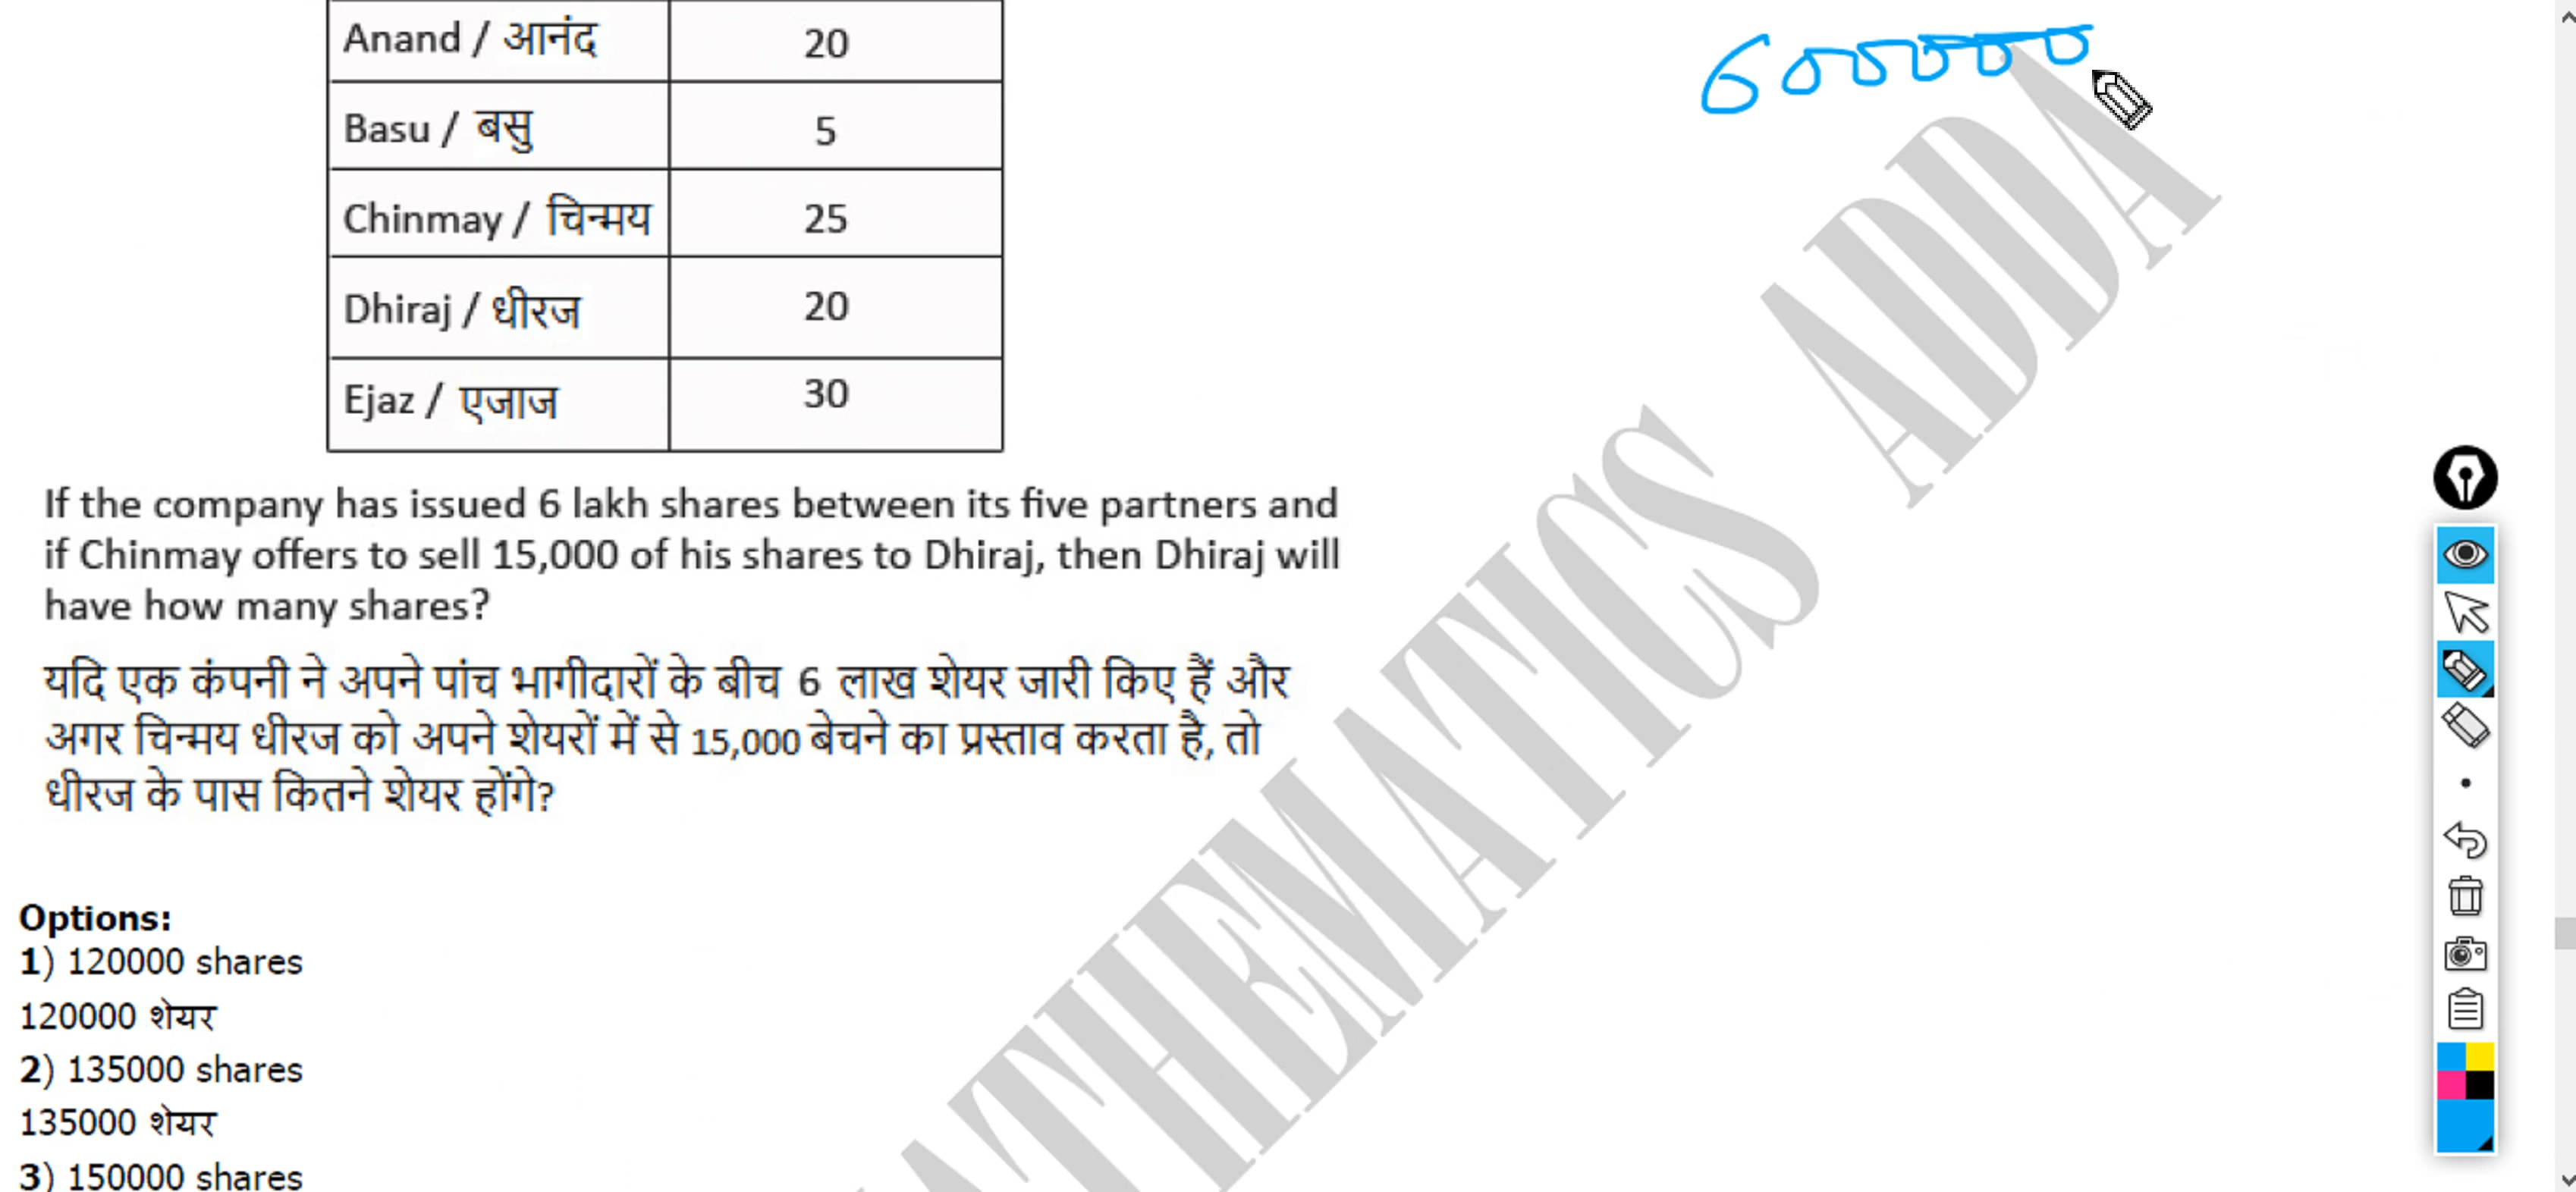 Anand / आनंद 20
600000
Basu / बसु 5
Chinmay / चिन्मय 25
Dhiraj / धीरज 20
Ejaz / एजाज 30
If the company has issued 6 lakh shares between its five partners and
if Chinmay offers to sell 15,000 of his shares to Dhiraj, then Dhiraj will
have how many shares?
यदि एक कंपनी ने अपने पांच भागीदारों के बीच 6 लाख शेयर जारी किए हैं और
अगर चिन्मय धीरज को अपने शेयरों में से 15,000 बेचने का प्रस्ताव करता है, तो
धीरज के पास कितने शेयर होंगे?
Options:
1) 120000 shares
120000 शेयर
2) 135000 shares
135000 शेयर
3) 150000 shares
ATHEMATICS ADDA